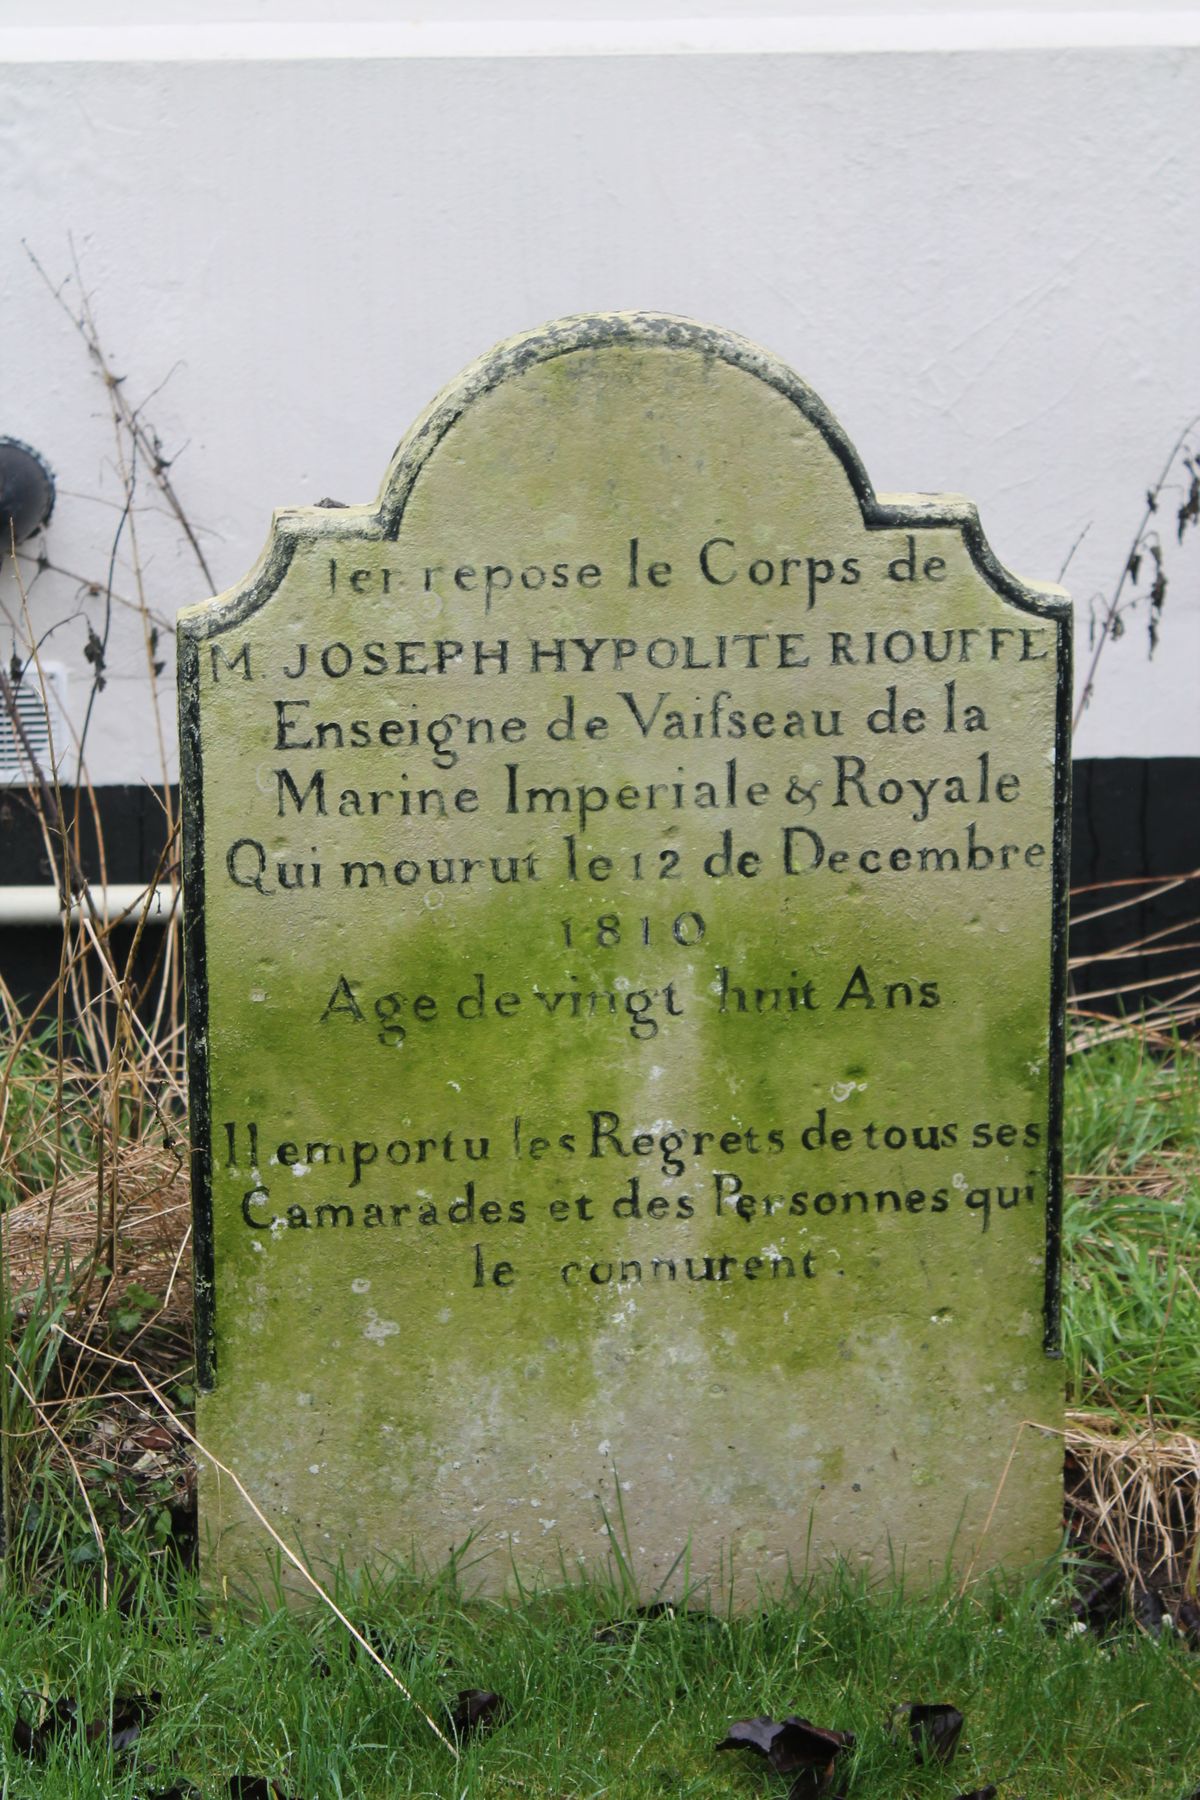 Ier repose le Corps de
M. JOSEPH HYPOLITE RIOUFFE
Enseigne de Vaiſseau de la
Marine Imperiale & Royale
Qui mourut le 12 de Decembre
1810
Age de vingt huit Ans
Il emportu les Regrets de tous ses
Camarades et des Personnes qui
le connurent.